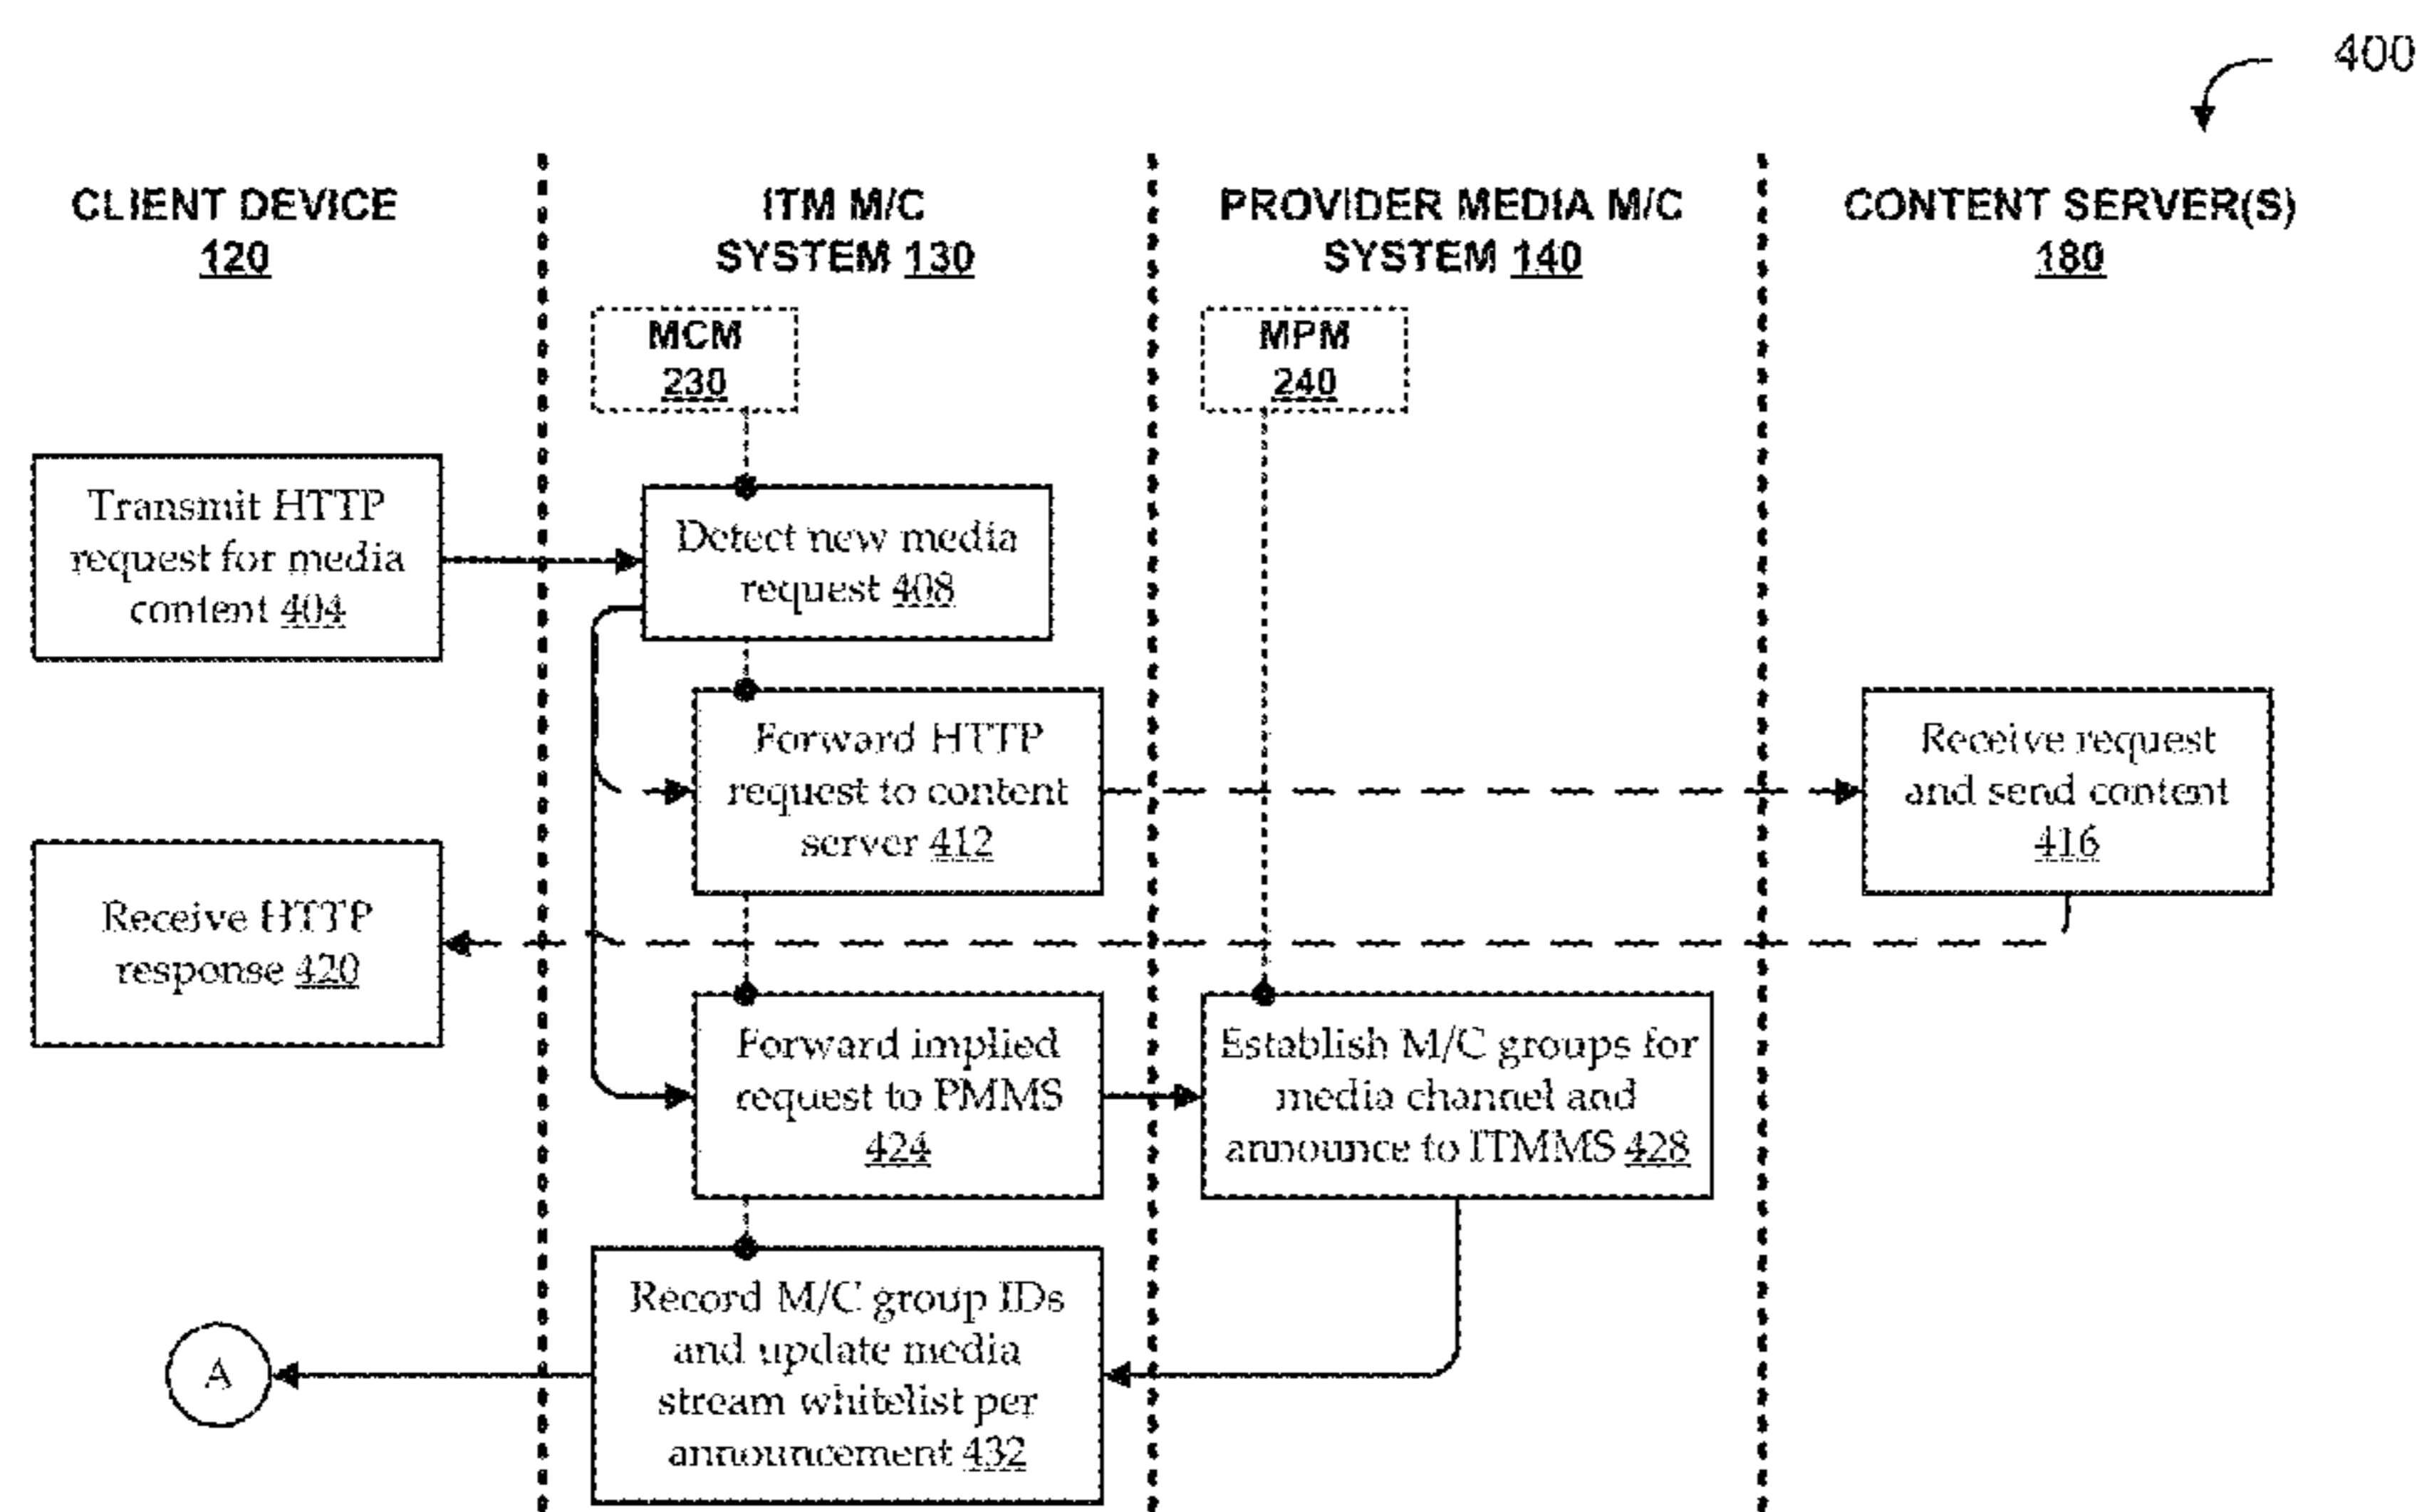 400
CLIENT DEVICE
120
ITM M/C
SYSTEM 130
PROVIDER MEDIA M/C
SYSTEM 140
CONTENT SERVER(S)
180
MCM
230
MPM
240
Transmit HTTP
request for media
content 404
Detect new media
request 408
Forward HTTP
request to content
server 412
Receive request
and send content
416
Receive HTTP
response 420
Forward implied
request to PMMS
424
Establish M/C groups for
media channel and
announce to ITMMS 428
Record M/C group IDs
and update media
stream whitelist per
announcement 432
A